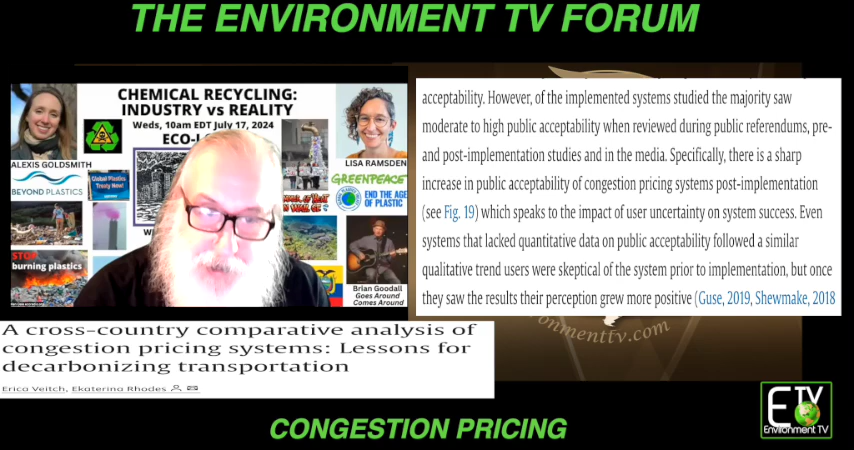 THE ENVIRONMENT TV FORUM
CHEMICAL RECYCLING:
INDUSTRY vs REALITY
Weds, 10am EDT July 17, 2024
ALEXIS GOLDSMITH
BEYOND PLASTICS
Global Plastics
Treaty Now!
LISA RAMSDEN
GREENPEACE
END THE AGE
OF PLASTIC
STOP
burning plastics
Brian Goodall
Goes Around
Comes Around
acceptability. However, of the implemented systems studied the majority saw
moderate to high public acceptability when reviewed during public referendums, pre-
and post-implementation studies and in the media. Specifically, there is a sharp
increase in public acceptability of congestion pricing systems post-implementation
(see Fig. 19) which speaks to the impact of user uncertainty on system success. Even
systems that lacked quantitative data on public acceptability followed a similar
qualitative trend users were skeptical of the system prior to implementation, but once
they saw the results their perception grew more positive (Guse, 2019, Shewmake, 2018
onmenttv.com
A cross-country comparative analysis of
congestion pricing systems: Lessons for
decarbonizing transportation
Erica Veitch, Ekaterina Rhodes
CONGESTION PRICING
ETV
Environment TV